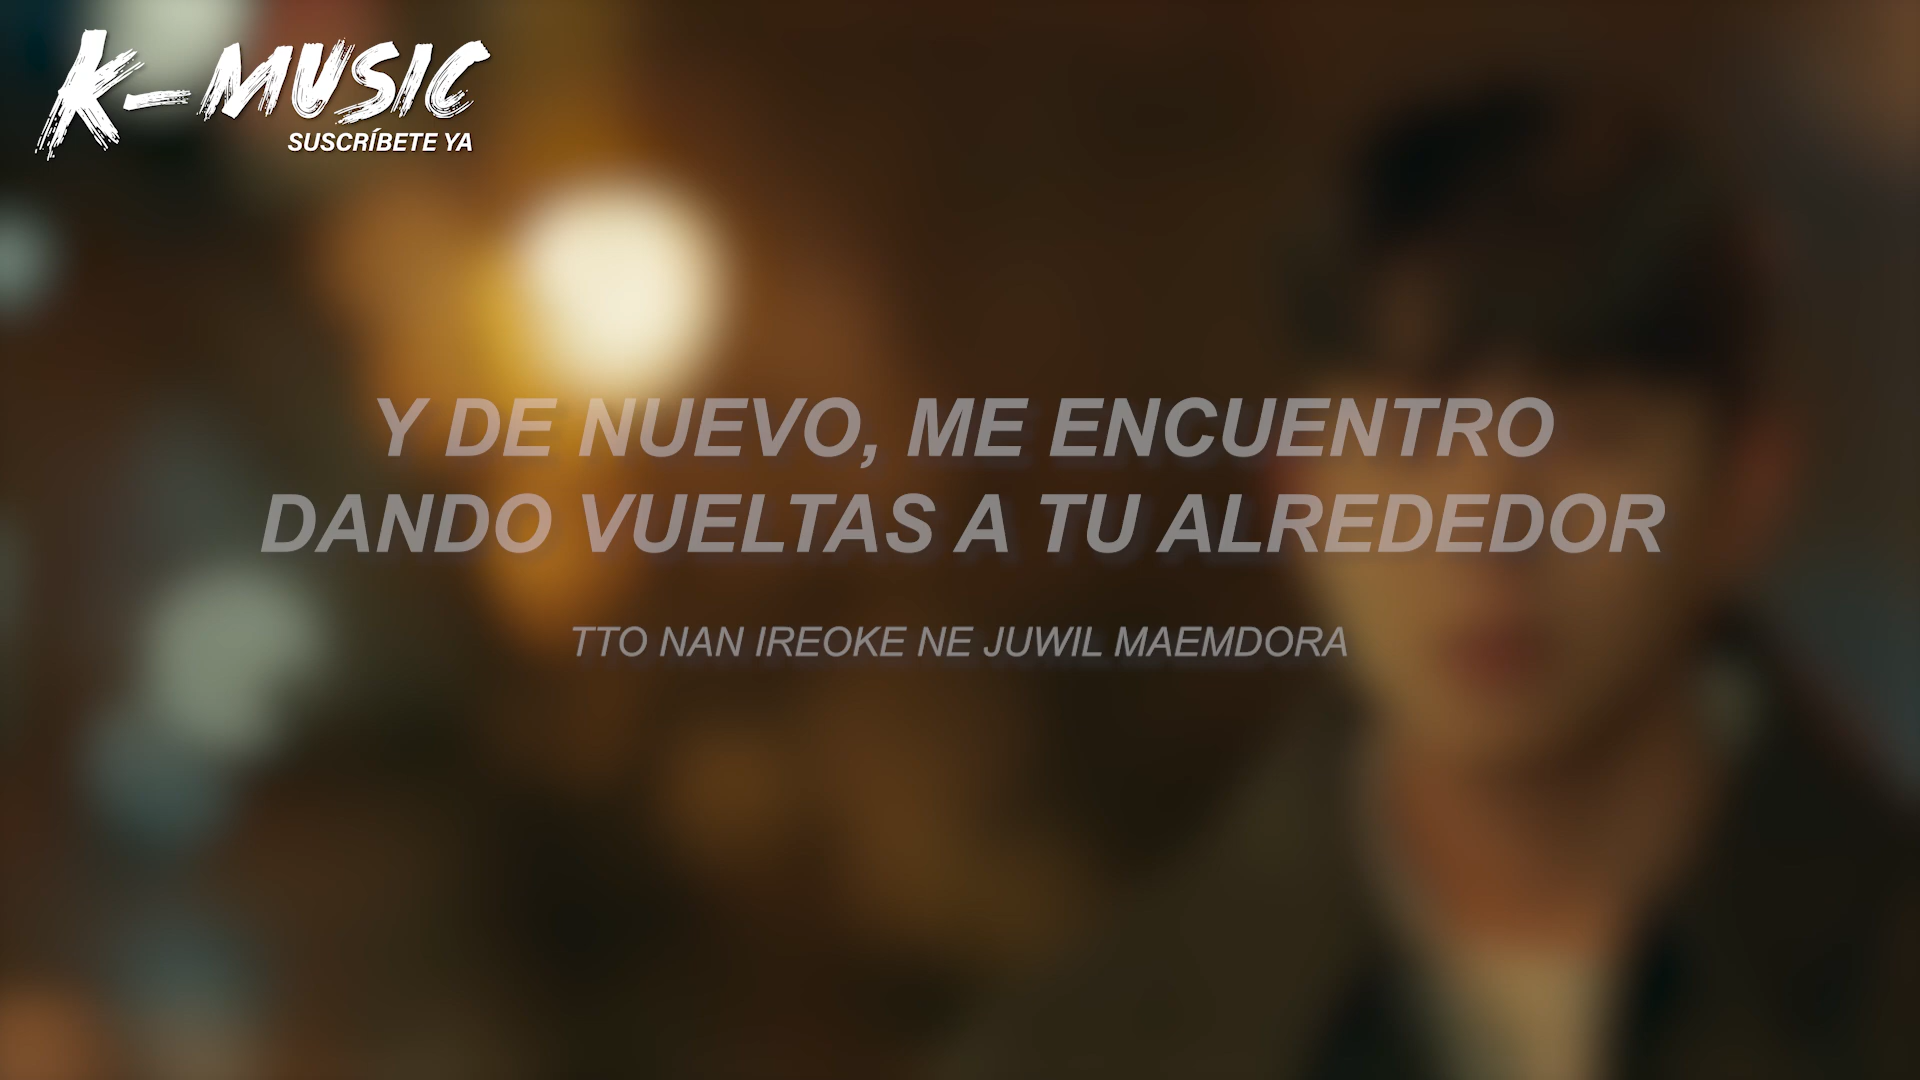 K-MUSIC
SUSCRÍBETE YA
Y DE NUEVO, ME ENCUENTRO
DANDO VUELTAS A TU ALREDEDOR
TTO NAN IREOKE NE JUWIL MAEMDORA